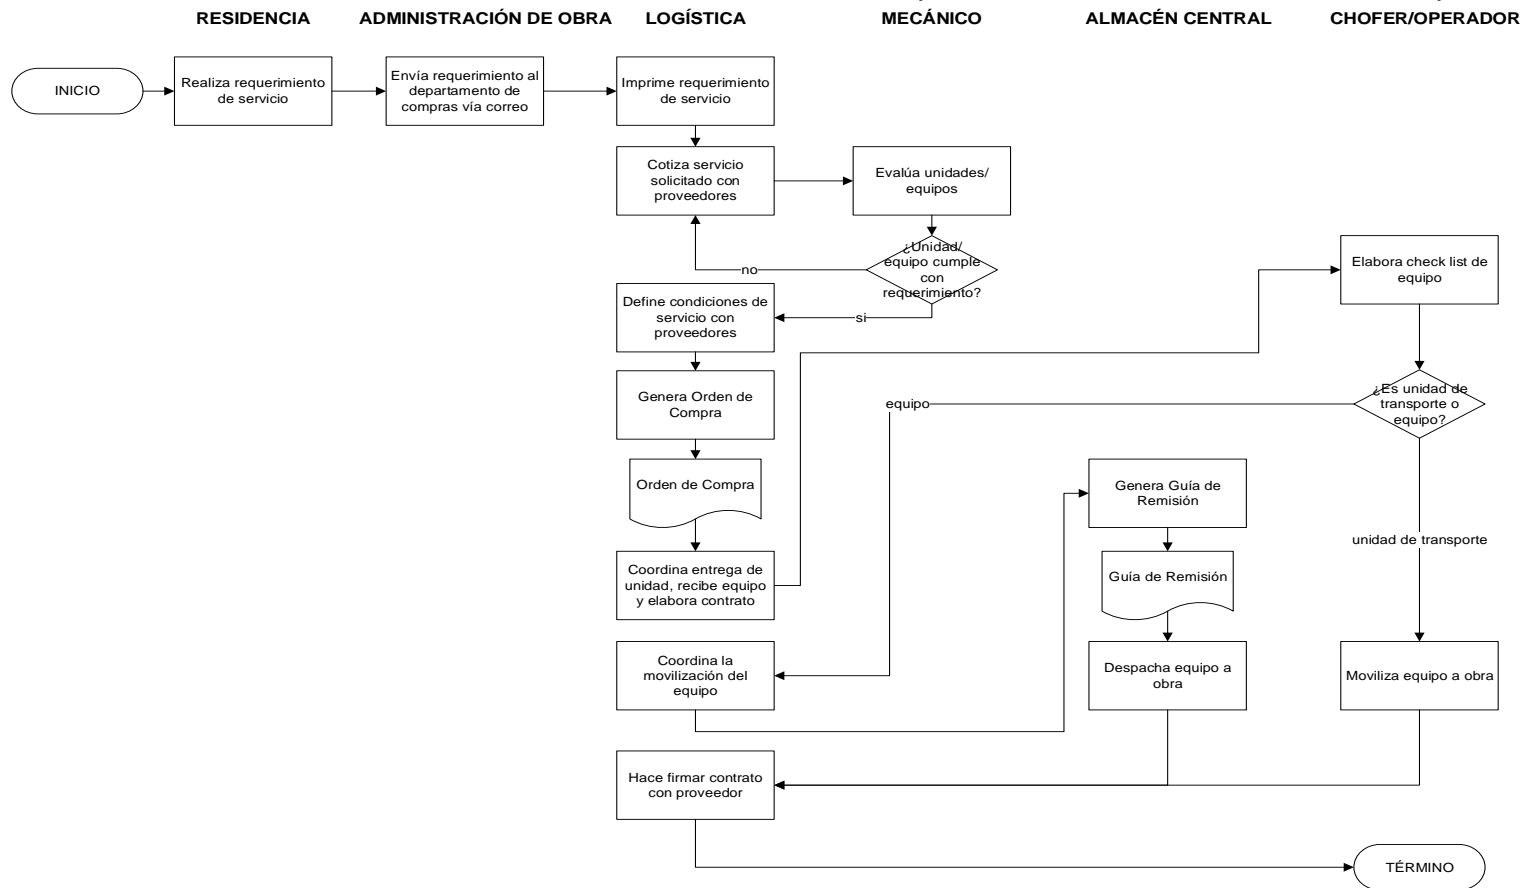 RESIDENCIA
ADMINISTRACIÓN DE OBRA
LOGÍSTICA
MECÁNICO
ALMACÉN CENTRAL
CHOFER/OPERADOR
INICIO
Realiza requerimiento
de servicio
Envía requerimiento al
departamento de
compras vía correo
Imprime requerimiento
de servicio
Cotiza servicio
solicitado con
proveedores
Evalúa unidades/
equipos
¿Unidad/
equipo cumple
con
requerimiento?
no
si
Define condiciones de
servicio con
proveedores
Genera Orden de
Compra
Orden de Compra
Coordina entrega de
unidad, recibe equipo
y elabora contrato
Elabora check list de
equipo
¿Es unidad de
transporte o
equipo?
equipo
unidad de transporte
Coordina la
movilización del
equipo
Genera Guía de
Remisión
Guía de Remisión
Despacha equipo a
obra
Moviliza equipo a obra
Hace firmar contrato
con proveedor
TÉRMINO